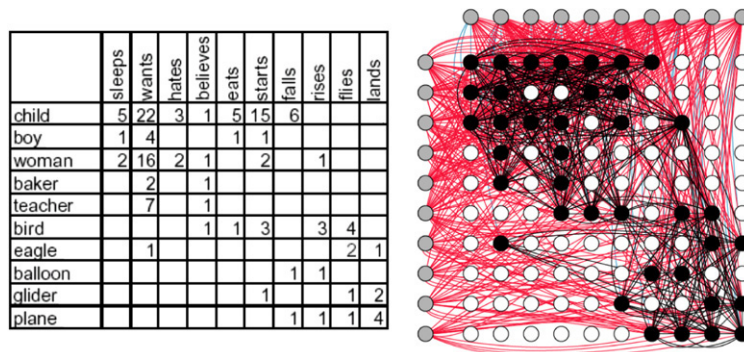 sleeps wants hates believes eats starts falls rises flies lands
child 5 22 3 1 5 15 6
boy 1 4 1 1
woman 2 16 2 1 2 1
baker 2 1
teacher 7 1
bird 1 1 3 3 4
eagle 1 2 1
balloon 1 1
glider 1 1 2
plane 1 1 1 4